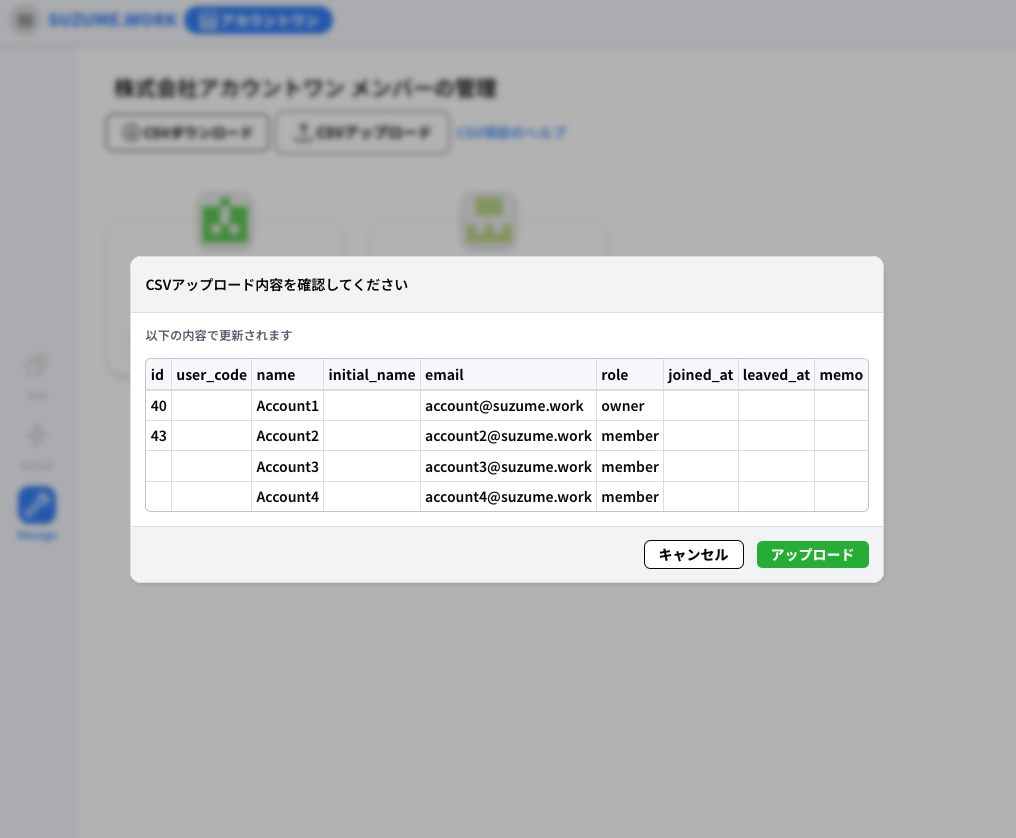 SUZUME.WORK アカウントワン
株式会社アカウントワン メンバーの管理
CSVダウンロード CSVアップロード CSV項目のヘルプ
CSVアップロード内容を確認してください
以下の内容で更新されます
id user_code name initial_name email role joined_at leaved_at memo
40 Account1 account@suzume.work owner
43 Account2 account2@suzume.work member
Account3 account3@suzume.work member
Account4 account4@suzume.work member
キャンセル アップロード
Manage